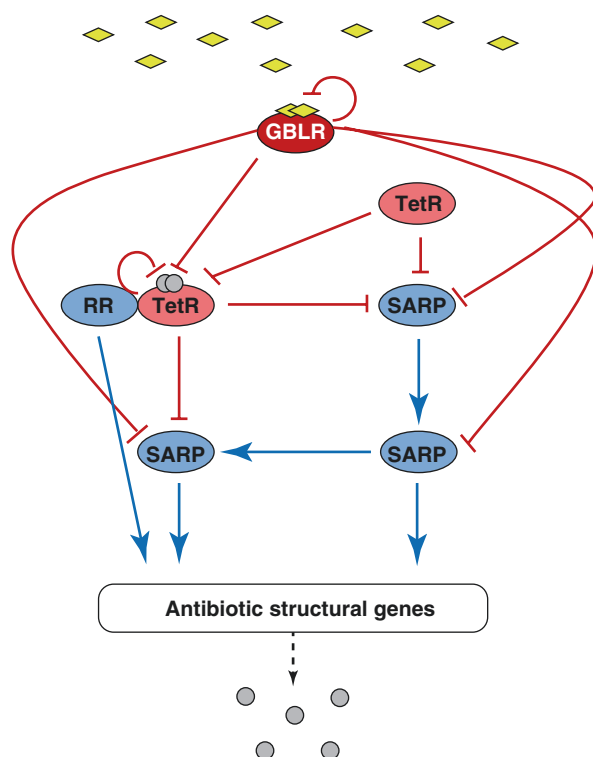 GBLR
TetR
RR
TetR
SARP
SARP
SARP
Antibiotic structural genes